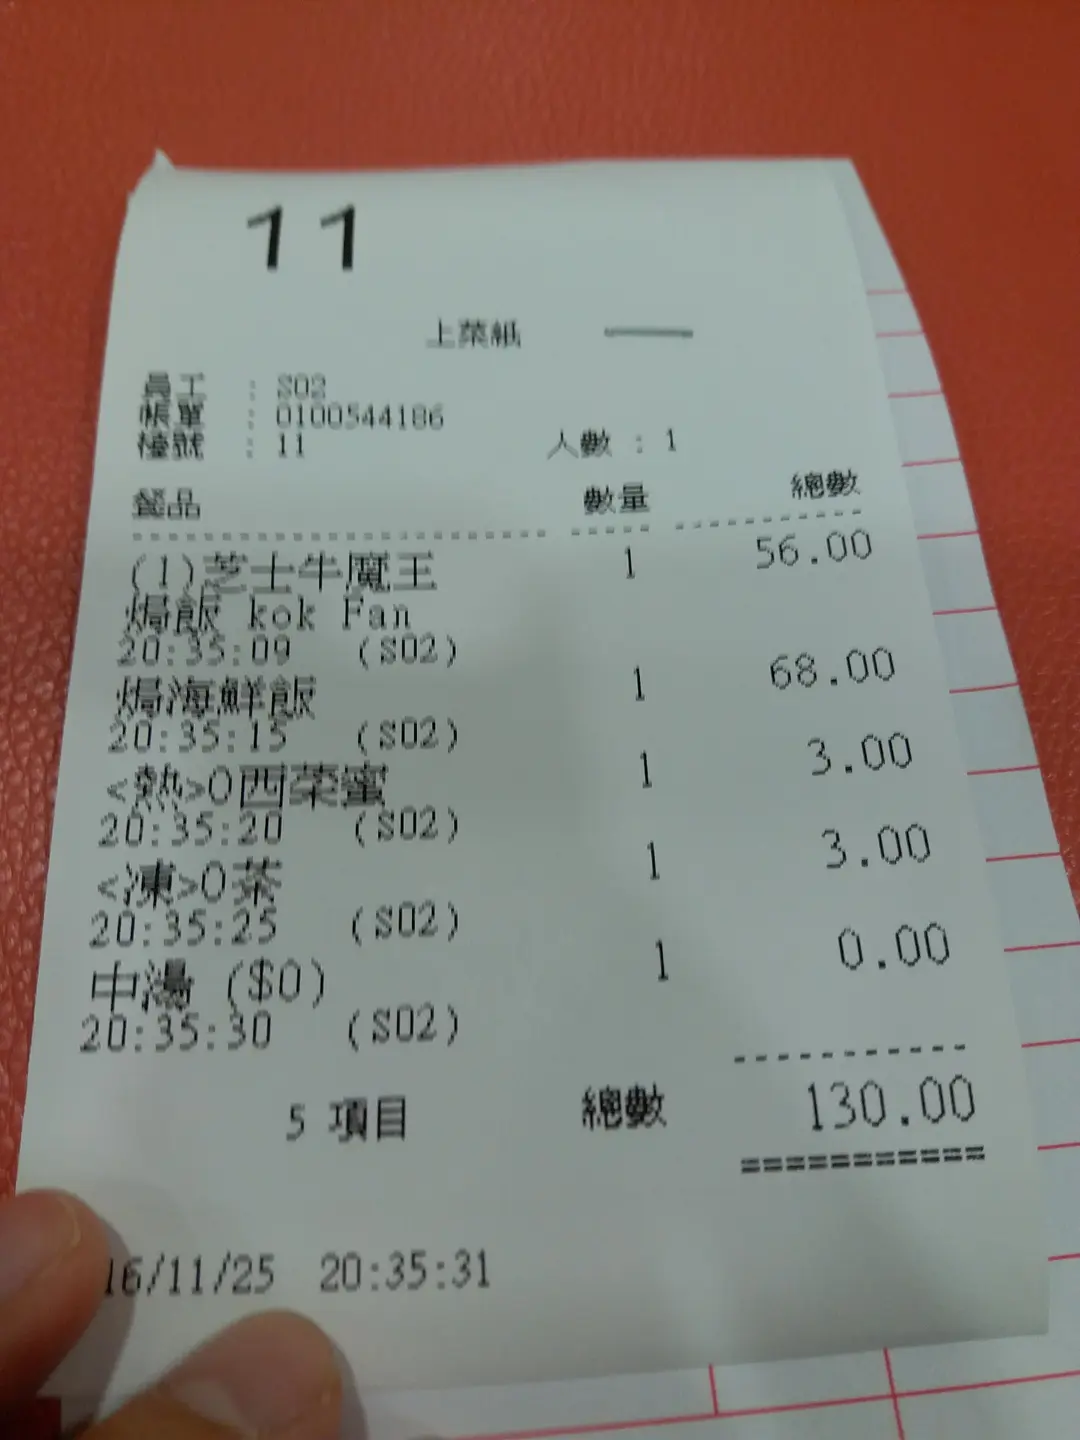 11
上菜紙
員工 : S02
帳單 : 0100544186
檯號 : 11 人數 : 1
餐品 數量 總數
(1)芝士牛魔王 1 56.00
焗飯 kok Fan
20:35:09 (S02)
焗海鮮飯 1 68.00
20:35:15 (S02)
<熱>O西菜蜜 1 3.00
20:35:20 (S02)
<凍>O茶 1 3.00
20:35:25 (S02)
中湯 ($0) 1 0.00
20:35:30 (S02)
5 項目 總數 130.00
16/11/25 20:35:31